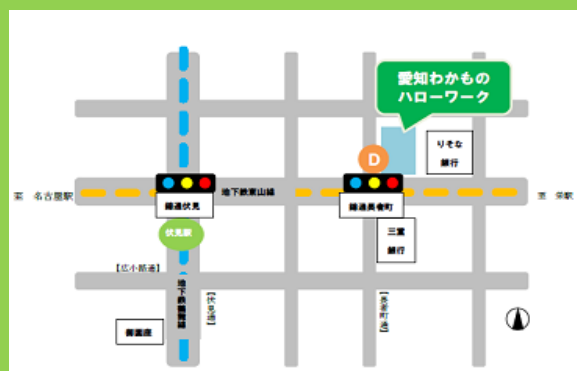 愛知わかもの
ハローワーク
りそな
銀行
D
至 名古屋駅
地下鉄東山線
至 栄駅
錦通伏見
錦通長者町
伏見駅
三重
銀行
【広小路通】
地下鉄鶴舞線
【伏見通】
【長者町通】
御園座